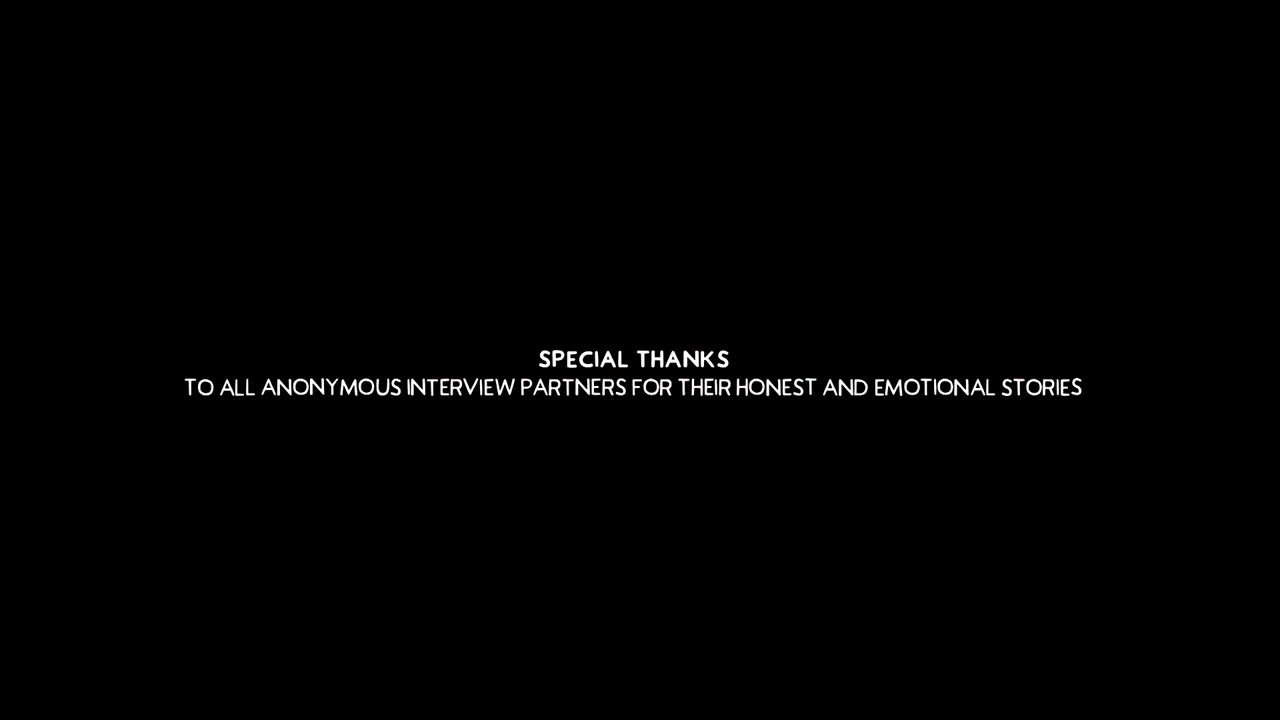 SPECIAL THANKS
TO ALL ANONYMOUS INTERVIEW PARTNERS FOR THEIR HONEST AND EMOTIONAL STORIES